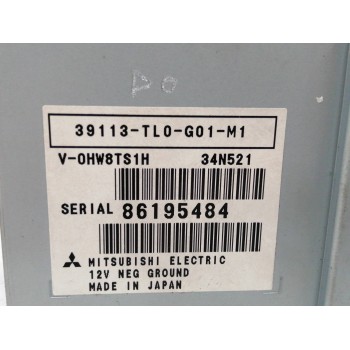 39113-TL0-G01-M1
V-0HW8TS1H 34N521
SERIAL 86195484
MITSUBISHI ELECTRIC
12V NEG GROUND
MADE IN JAPAN